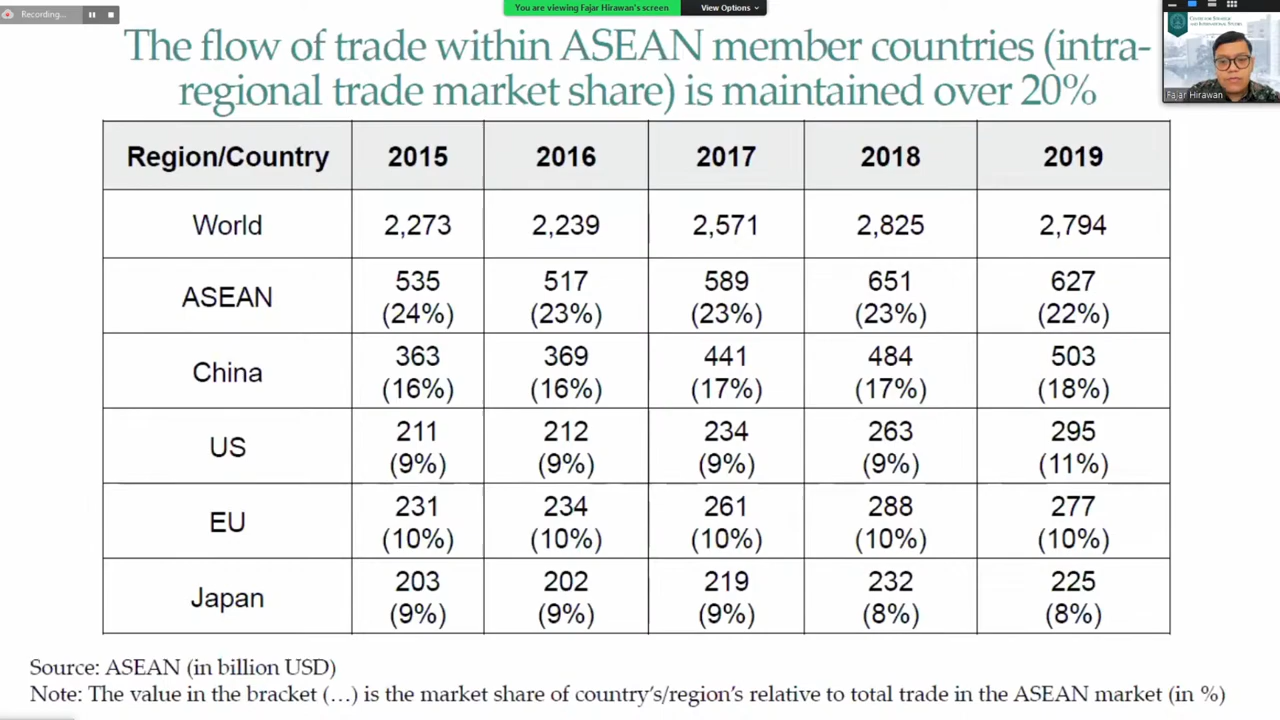 Recording...
You are viewing Fajar Hirawan's screen
View Options
CENTRE FOR STRATEGIC
AND INTERNATIONAL STUDIES
Fajar Hirawan
The flow of trade within ASEAN member countries (intra-
regional trade market share) is maintained over 20%
Region/Country 2015 2016 2017 2018 2019
World 2,273 2,239 2,571 2,825 2,794
ASEAN 535 517 589 651 627
(24%) (23%) (23%) (23%) (22%)
China 363 369 441 484 503
(16%) (16%) (17%) (17%) (18%)
US 211 212 234 263 295
(9%) (9%) (9%) (9%) (11%)
EU 231 234 261 288 277
(10%) (10%) (10%) (10%) (10%)
Japan 203 202 219 232 225
(9%) (9%) (9%) (8%) (8%)
Source: ASEAN (in billion USD)
Note: The value in the bracket (…) is the market share of country's/region's relative to total trade in the ASEAN market (in %)